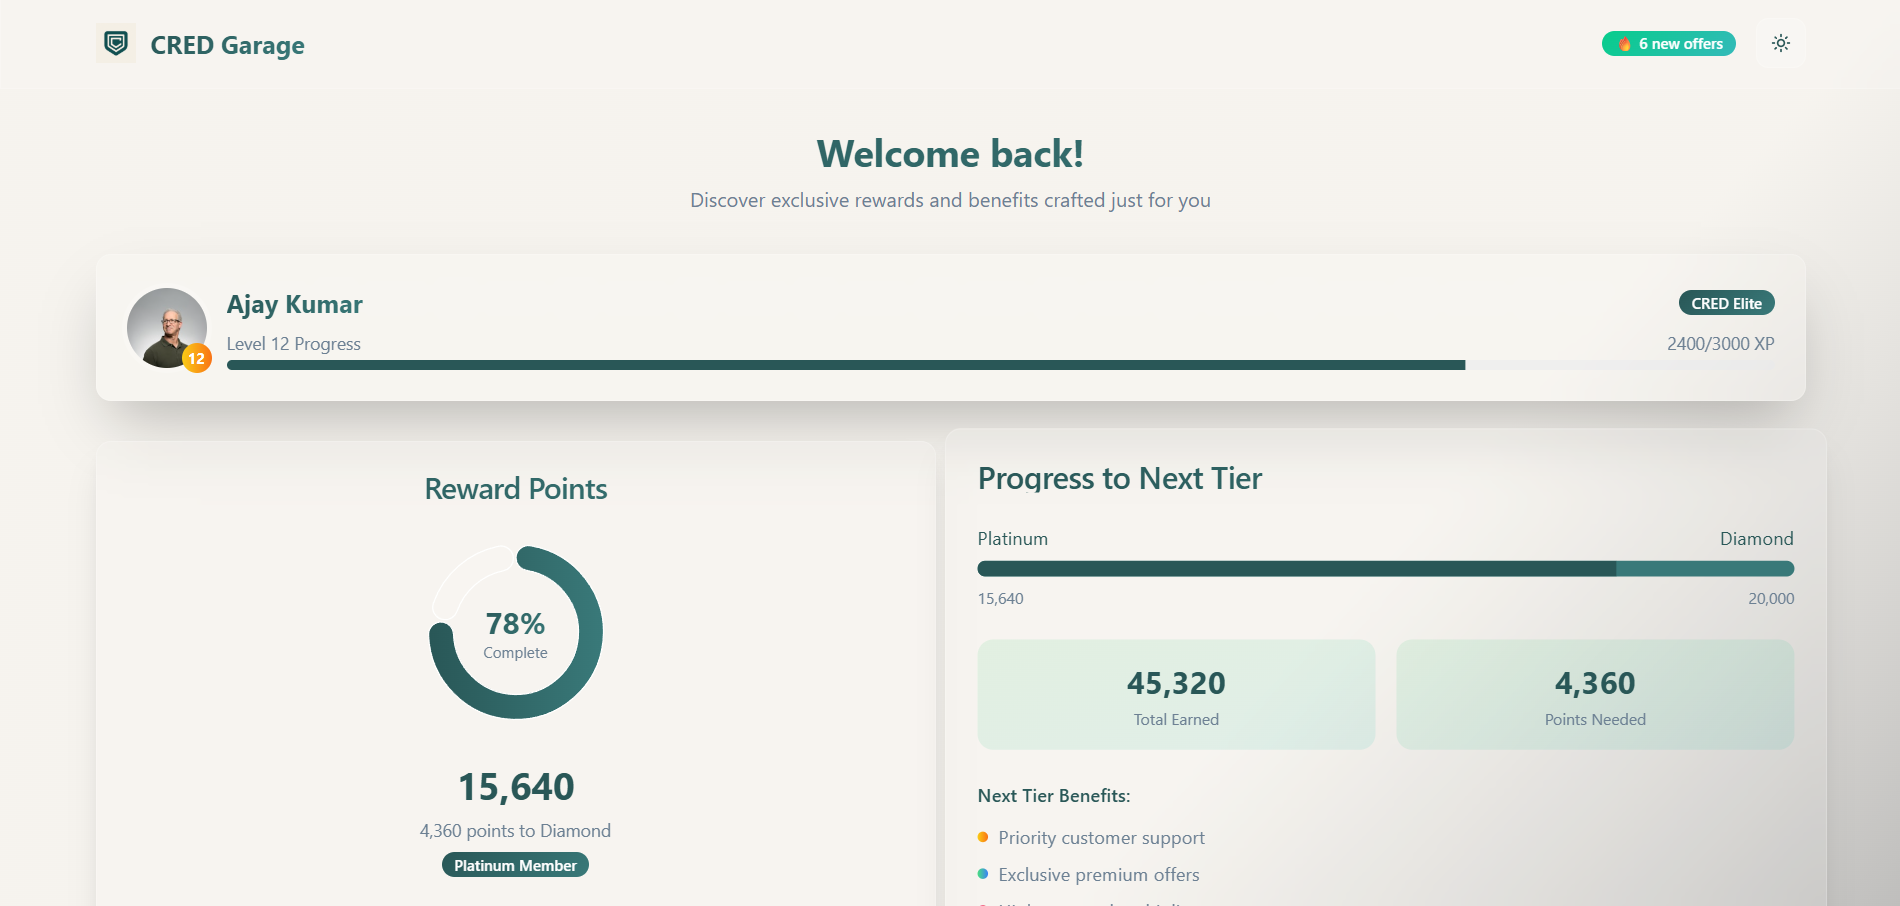 CRED Garage
6 new offers
Welcome back!
Discover exclusive rewards and benefits crafted just for you
Ajay Kumar
CRED Elite
Level 12 Progress
2400/3000 XP
12
Reward Points
78%
Complete
15,640
4,360 points to Diamond
Platinum Member
Progress to Next Tier
Platinum
Diamond
15,640
20,000
45,320
Total Earned
4,360
Points Needed
Next Tier Benefits:
Priority customer support
Exclusive premium offers